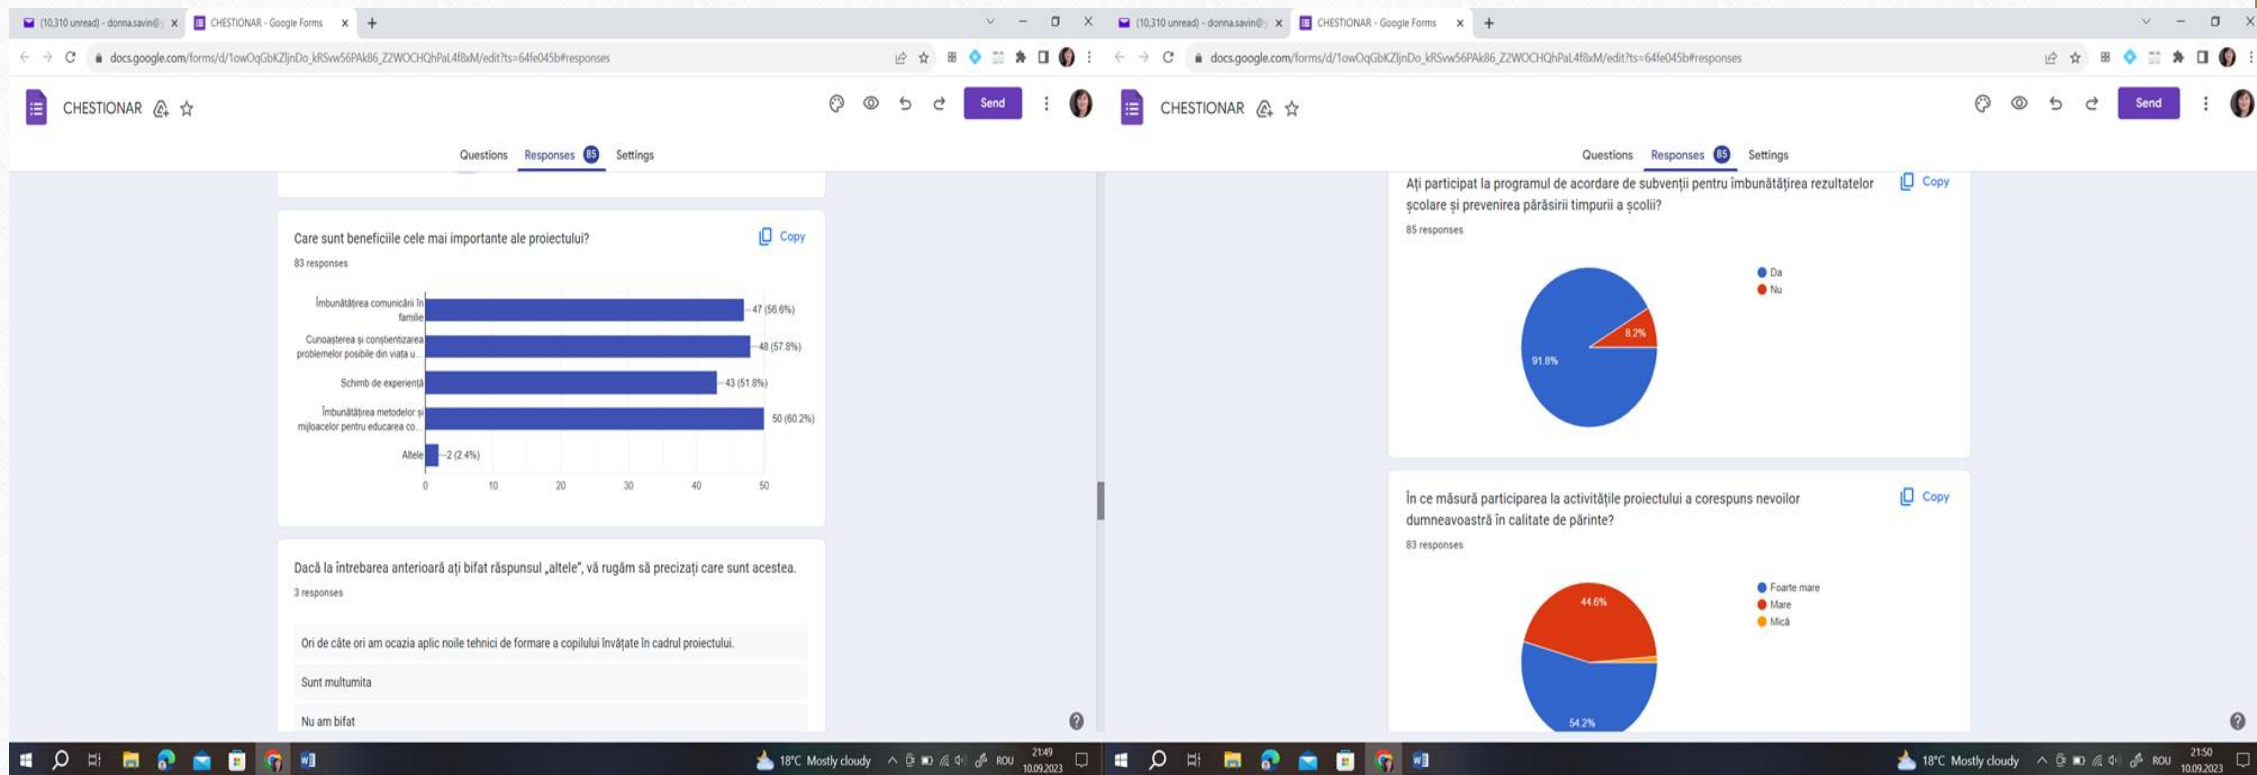 (10,310 unread) - donna.savin@
CHESTIONAR - Google Forms
docs.google.com/forms/d/1owOqGbKZljnDo_kRSvw56PAk86_Z2WOCHQhPaL4f8xM/edit?ts=64fe045b#responses
CHESTIONAR
Send
Questions Responses 85 Settings
Care sunt beneficiile cele mai importante ale proiectului?
Copy
83 responses
Îmbunătățirea comunicării în
familie
47 (56.6%)
Cunoașterea și conștientizarea
problemelor posibile din viața u...
48 (57.8%)
Schimb de experiență
43 (51.8%)
Îmbunătățirea metodelor și
mijloacelor pentru educarea co...
50 (60.2%)
Altele
2 (2.4%)
0 10 20 30 40 50
Dacă la întrebarea anterioară ați bifat răspunsul „altele”, vă rugăm să precizați care sunt acestea.
3 responses
Ori de câte ori am ocazia aplic noile tehnici de formare a copilului învățate în cadrul proiectului.
Sunt multumita
Nu am bifat
18°C Mostly cloudy
ROU
21:49
10.09.2023
(10,310 unread) - donna.savin@
CHESTIONAR - Google Forms
docs.google.com/forms/d/1owOqGbKZljnDo_kRSvw56PAk86_Z2WOCHQhPaL4f8xM/edit?ts=64fe045b#responses
CHESTIONAR
Send
Questions Responses 85 Settings
Ați participat la programul de acordare de subvenții pentru îmbunătățirea rezultatelor
școlare și prevenirea părăsirii timpurii a școlii?
Copy
85 responses
Da
Nu
8.2%
91.8%
În ce măsură participarea la activitățile proiectului a corespuns nevoilor
dumneavoastră în calitate de părinte?
Copy
83 responses
Foarte mare
Mare
Mică
44.6%
54.2%
18°C Mostly cloudy
ROU
21:50
10.09.2023